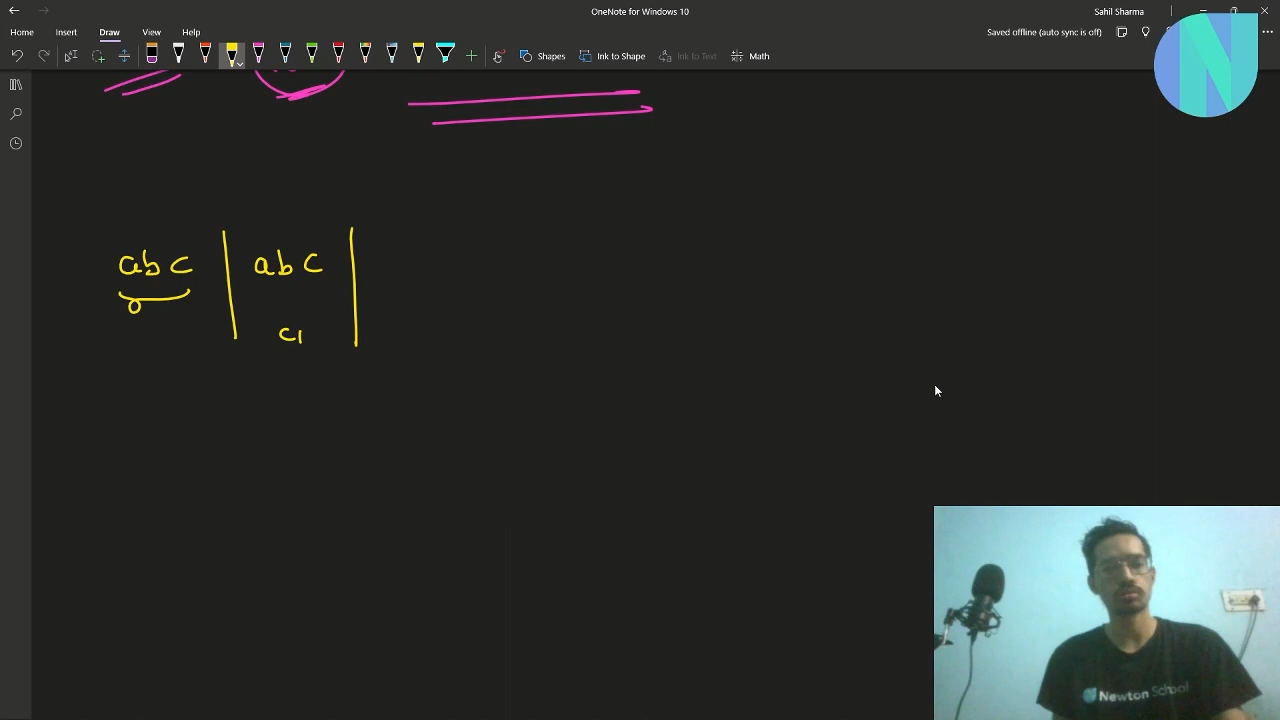 OneNote for Windows 10
Sahil Sharma
Home Insert Draw View Help
Saved offline (auto sync is off)
Shapes Ink to Shape Ink to Text Math
abc abc
0
c1
Newton School